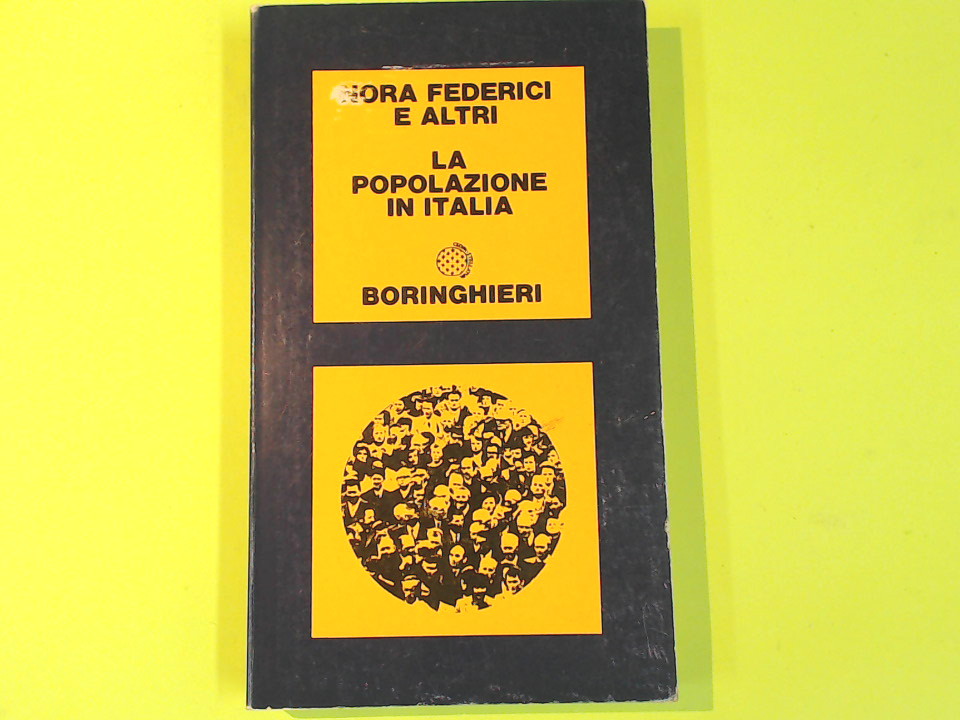 NORA FEDERICI
E ALTRI
LA
POPOLAZIONE
IN ITALIA
BORINGHIERI